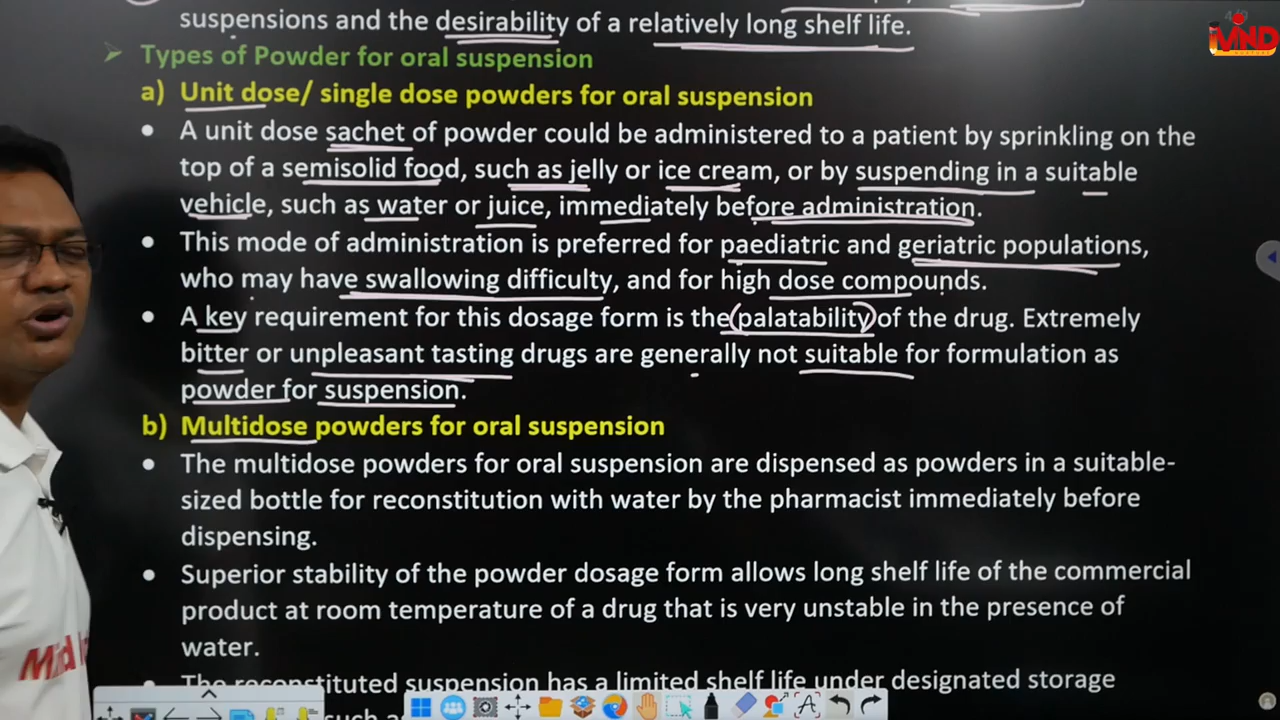 suspensions and the desirability of a relatively long shelf life.
➢ Types of Powder for oral suspension
a) Unit dose/ single dose powders for oral suspension
• A unit dose sachet of powder could be administered to a patient by sprinkling on the
top of a semisolid food, such as jelly or ice cream, or by suspending in a suitable
vehicle, such as water or juice, immediately before administration.
• This mode of administration is preferred for paediatric and geriatric populations,
who may have swallowing difficulty, and for high dose compounds.
• A key requirement for this dosage form is the (palatability) of the drug. Extremely
bitter or unpleasant tasting drugs are generally not suitable for formulation as
powder for suspension.
b) Multidose powders for oral suspension
• The multidose powders for oral suspension are dispensed as powders in a suitable-
sized bottle for reconstitution with water by the pharmacist immediately before
dispensing.
• Superior stability of the powder dosage form allows long shelf life of the commercial
product at room temperature of a drug that is very unstable in the presence of
water.
• The reconstituted suspension has a limited shelf life under designated storage
such